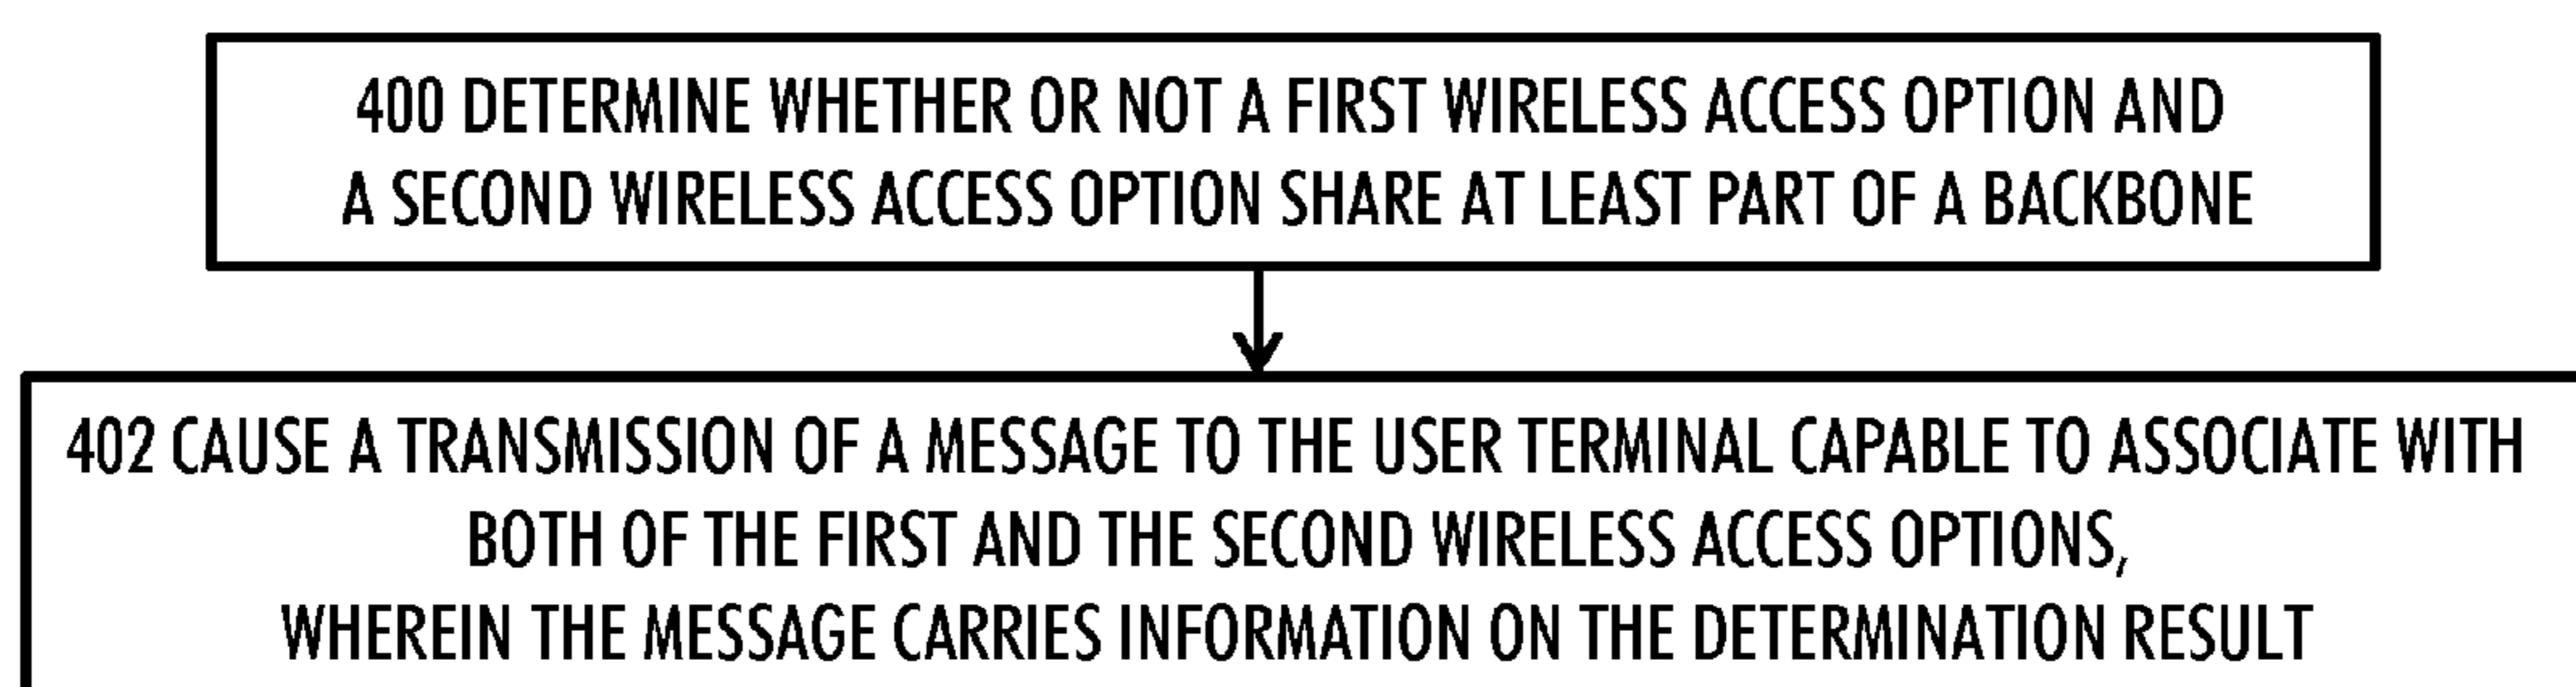 400 DETERMINE WHETHER OR NOT A FIRST WIRELESS ACCESS OPTION AND
A SECOND WIRELESS ACCESS OPTION SHARE AT LEAST PART OF A BACKBONE
402 CAUSE A TRANSMISSION OF A MESSAGE TO THE USER TERMINAL CAPABLE TO ASSOCIATE WITH
BOTH OF THE FIRST AND THE SECOND WIRELESS ACCESS OPTIONS,
WHEREIN THE MESSAGE CARRIES INFORMATION ON THE DETERMINATION RESULT